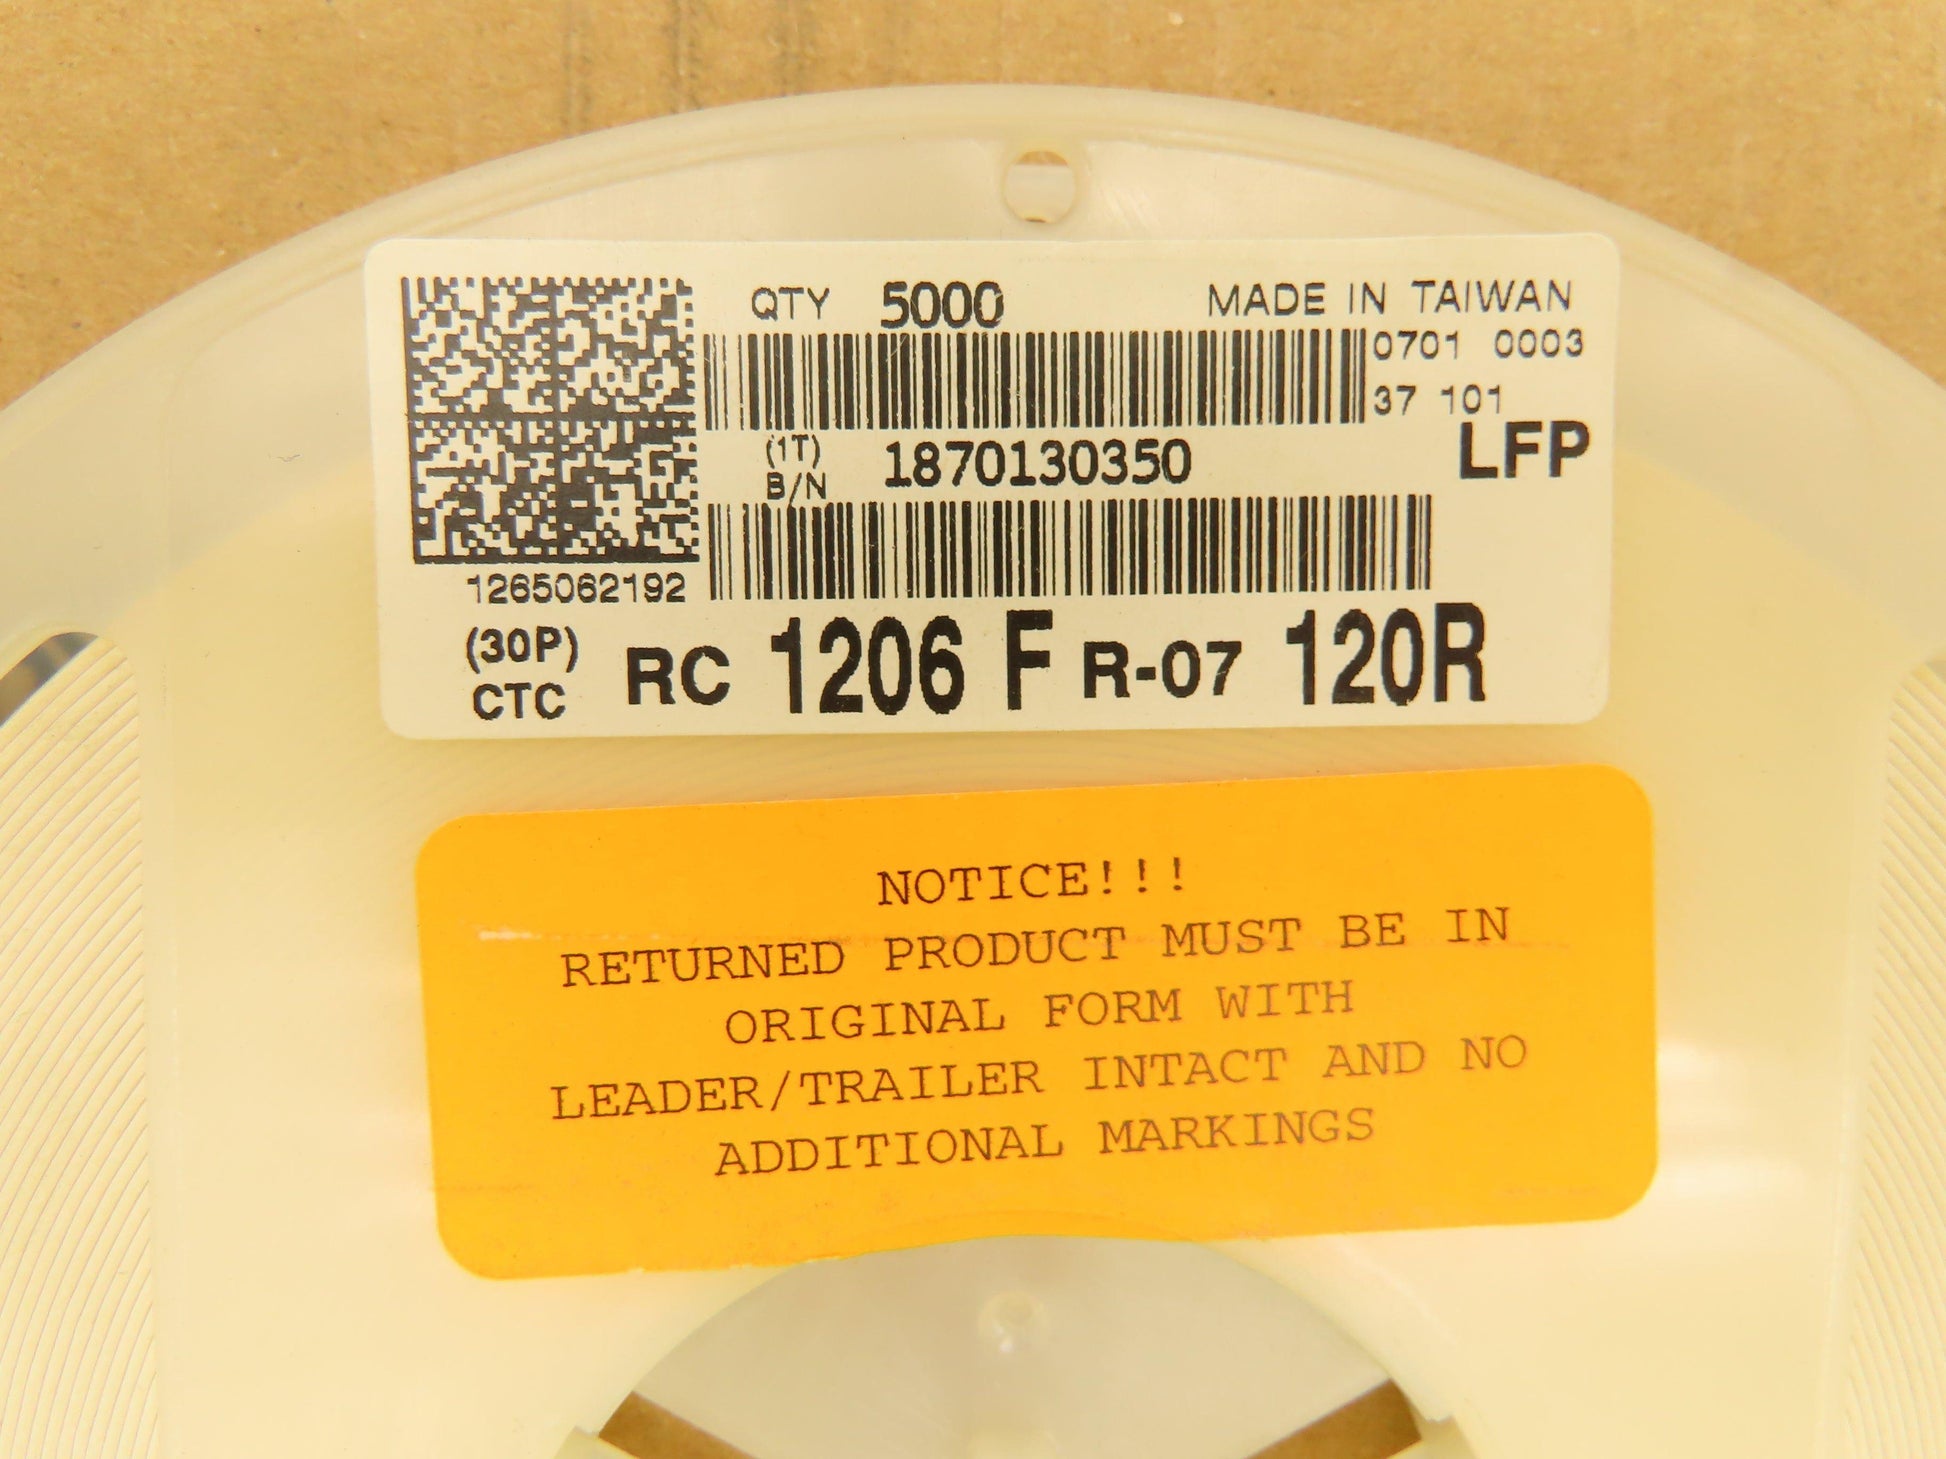 QTY 5000 MADE IN TAIWAN
0701 0003
37 101
(1T)
B/N 1870130350 LFP
1265062192
(30P)
CTC RC 1206 F R-07 120R
NOTICE!!!
RETURNED PRODUCT MUST BE IN
ORIGINAL FORM WITH
LEADER/TRAILER INTACT AND NO
ADDITIONAL MARKINGS